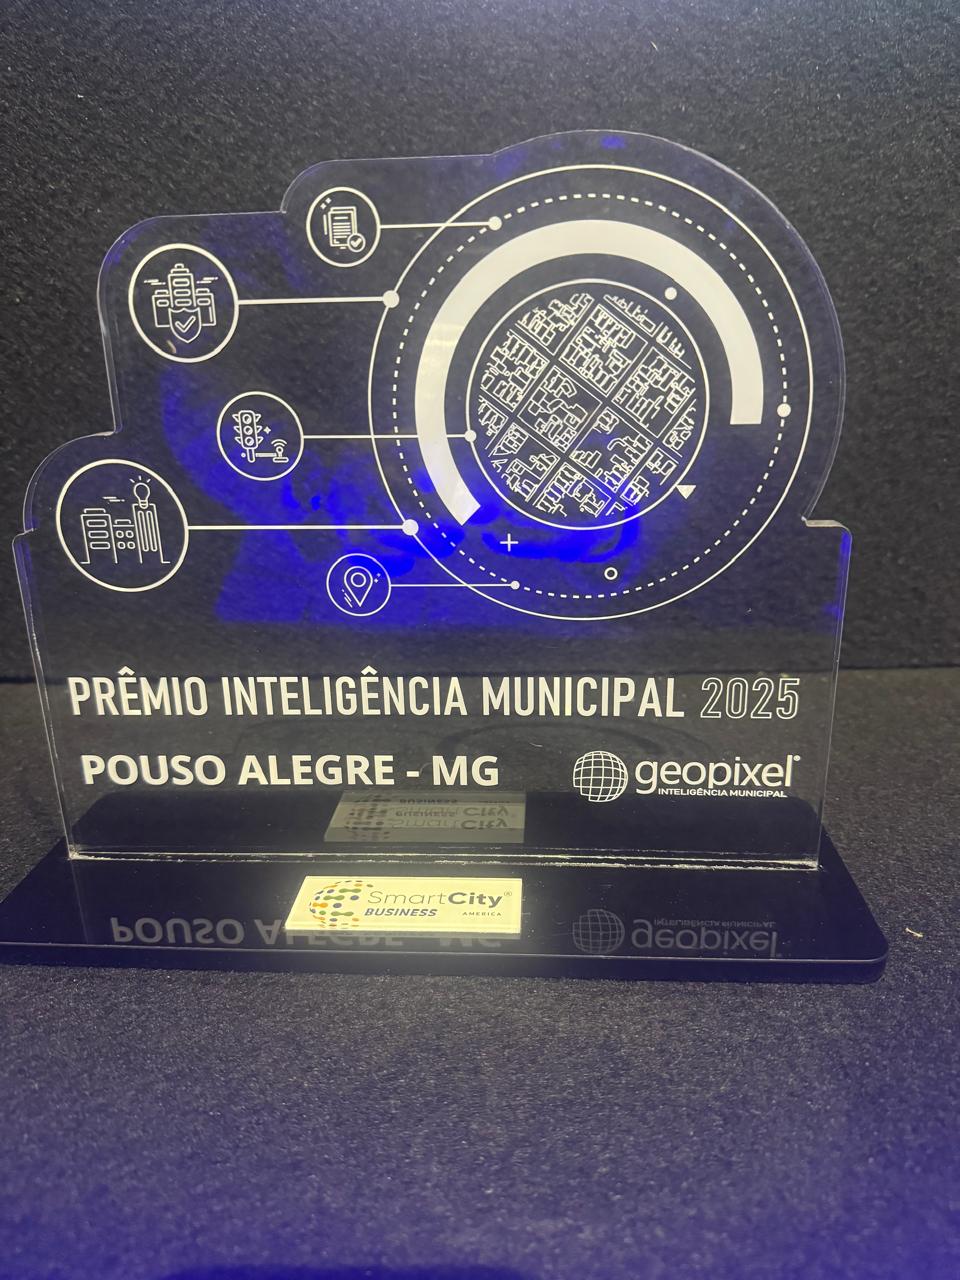 PRÊMIO INTELIGÊNCIA MUNICIPAL 2025
POUSO ALEGRE - MG
geopixel®
INTELIGÊNCIA MUNICIPAL
SmartCity®
BUSINESS AMERICA